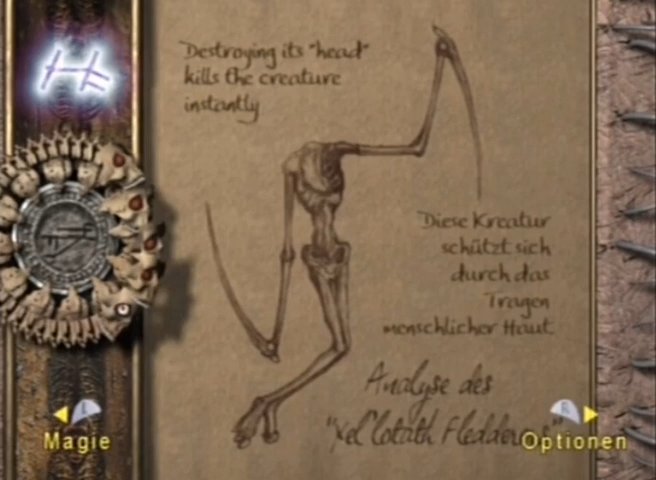 Destroying its "head"
kills the creature
instantly
Diese Kreatur
schützt sich
durch das
Tragen
menschlicher Haut
Analyse des
"Xel'lotath
L
R
Magie
Optionen